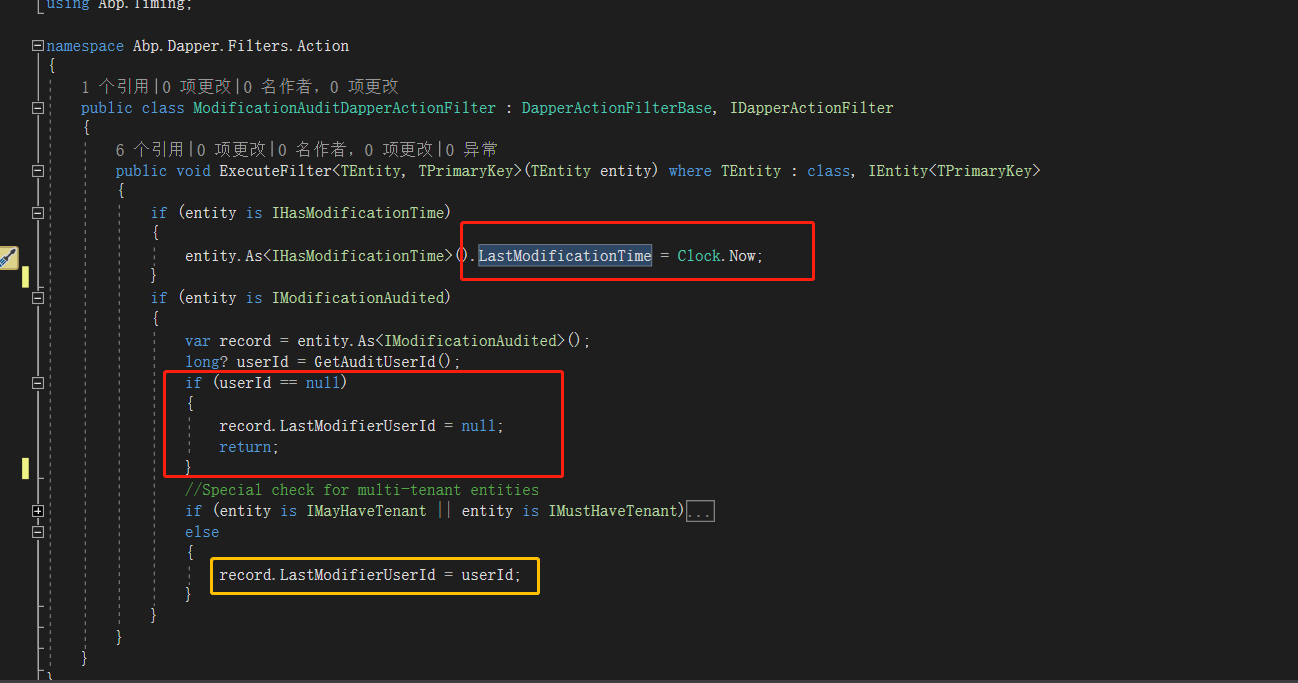 using Abp.Timing;
namespace Abp.Dapper.Filters.Action
{
1 个引用|0 项更改|0 名作者，0 项更改
public class ModificationAuditDapperActionFilter : DapperActionFilterBase, IDapperActionFilter
{
6 个引用|0 项更改|0 名作者，0 项更改|0 异常
public void ExecuteFilter<TEntity, TPrimaryKey>(TEntity entity) where TEntity : class, IEntity<TPrimaryKey>
{
if (entity is IHasModificationTime)
{
entity.As<IHasModificationTime>().LastModificationTime = Clock.Now;
}
if (entity is IModificationAudited)
{
var record = entity.As<IModificationAudited>();
long? userId = GetAuditUserId();
if (userId == null)
{
record.LastModifierUserId = null;
return;
}
//Special check for multi-tenant entities
if (entity is IMayHaveTenant || entity is IMustHaveTenant)...
else
{
record.LastModifierUserId = userId;
}
}
}
}
}